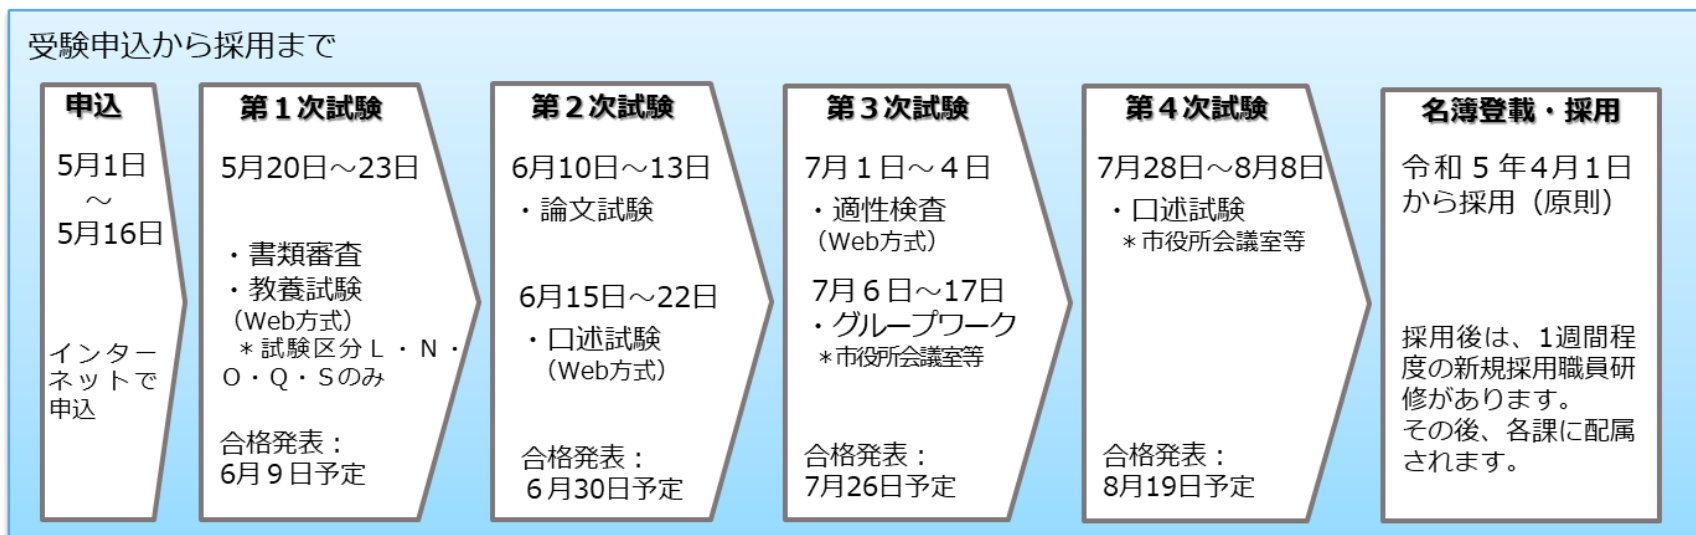 受験申込から採用まで
申込
5月1日
～
5月16日
インター
ネットで
申込
第１次試験
5月20日～23日
・書類審査
・教養試験
（Web方式）
＊試験区分Ｌ・Ｎ・
Ｏ・Ｑ・Ｓのみ
合格発表：
6月９日予定
第２次試験
6月10日～13日
・論文試験
6月15日～22日
・口述試験
（Web方式）
合格発表：
６月30日予定
第３次試験
7月１日～４日
・適性検査
（Web方式）
7月６日～17日
・グループワーク
＊市役所会議室等
合格発表：
7月26日予定
第４次試験
7月28日～8月8日
・口述試験
＊市役所会議室等
合格発表：
8月19日予定
名簿登載・採用
令和５年4月1日
から採用（原則）
採用後は、1週間程
度の新規採用職員研
修があります。
その後、各課に配属
されます。